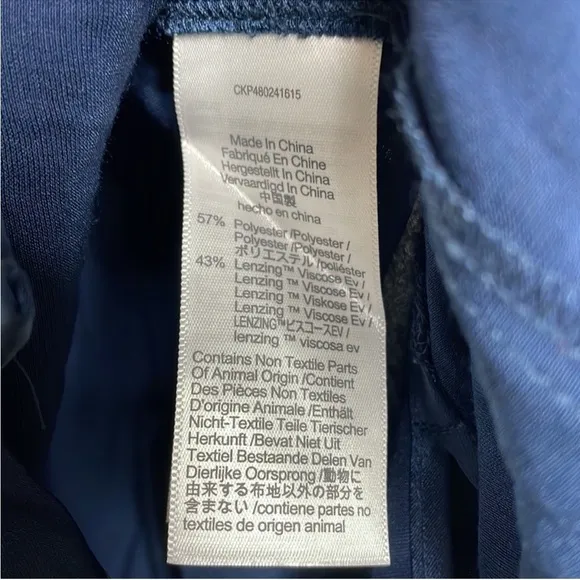 CKP480241615
Made In China
Fabriqué En Chine
Hergestellt In China
Vervaardigd In China
中国製
hecho en china
57% Polyester /Polyester /
Polyester /Polyester /
ポリエステル /poliéster
43% Lenzing™ Viscose Ev /
Lenzing ™ Viscose Ev /
Lenzing ™ Viskose Ev /
Lenzing ™ Viscose Ev /
LENZING™ビスコースEV /
lenzing ™ viscosa ev
Contains Non Textile Parts
Of Animal Origin /Contient
Des Pièces Non Textiles
D'origine Animale /Enthält
Nicht-Textile Teile Tierischer
Herkunft /Bevat Niet Uit
Textiel Bestaande Delen Van
Dierlijke Oorsprong /動物に
由来する布地以外の部分を
含まない /contiene partes no
textiles de origen animal